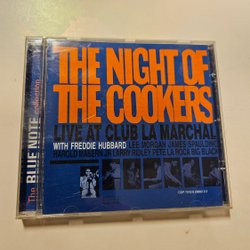 The BLUE NOTE collection
THE NIGHT OF
THE COOKERS
LIVE AT CLUB LA MARCHAL
WITH FREDDIE HUBBARD LEE MORGAN JAMES SPAULDING
HAROLD MABERN JR LARRY RIDLEY PETE LA ROCA BIG BLACK